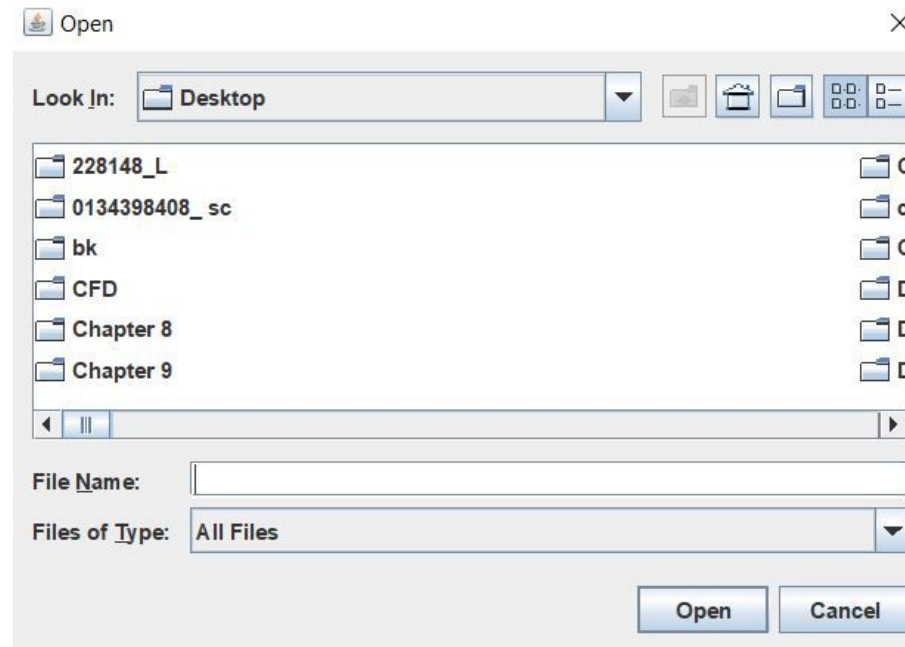 Open
Look In: Desktop
228148_L
0134398408_ sc
bk
CFD
Chapter 8
Chapter 9
File Name:
Files of Type: All Files
Open Cancel